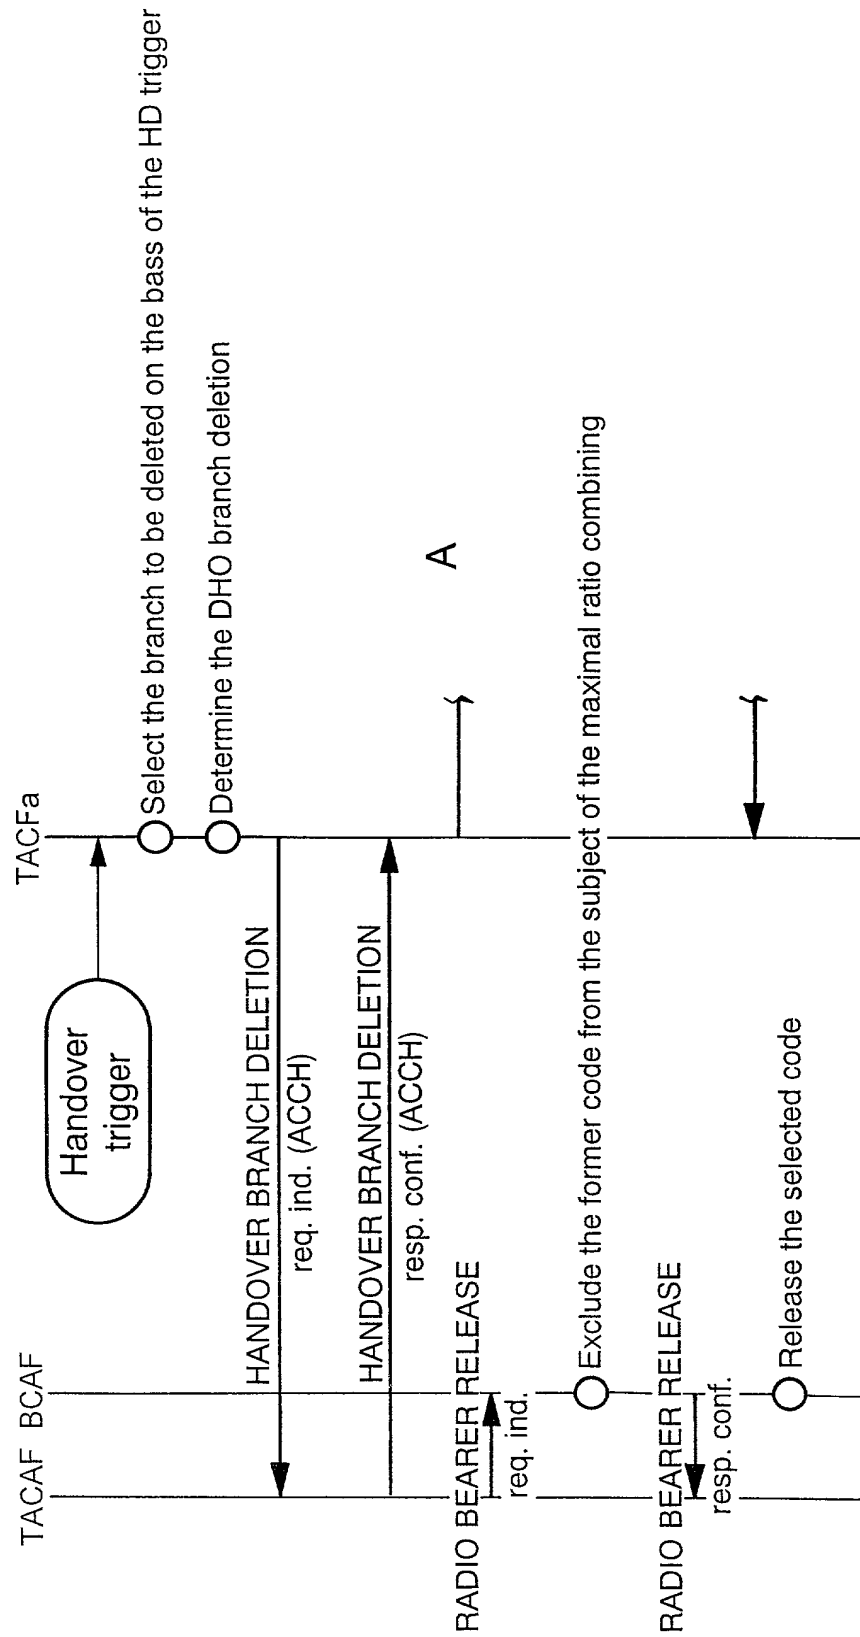 TACAF BCAF
TACFa
Handover
trigger
Select the branch to be deleted on the bass of the HD trigger
Determine the DHO branch deletion
HANDOVER BRANCH DELETION
req. ind. (ACCH)
HANDOVER BRANCH DELETION
resp. conf. (ACCH)
A
RADIO BEARER RELEASE
req. ind.
Exclude the former code from the subject of the maximal ratio combining
RADIO BEARER RELEASE
resp. conf.
Release the selected code